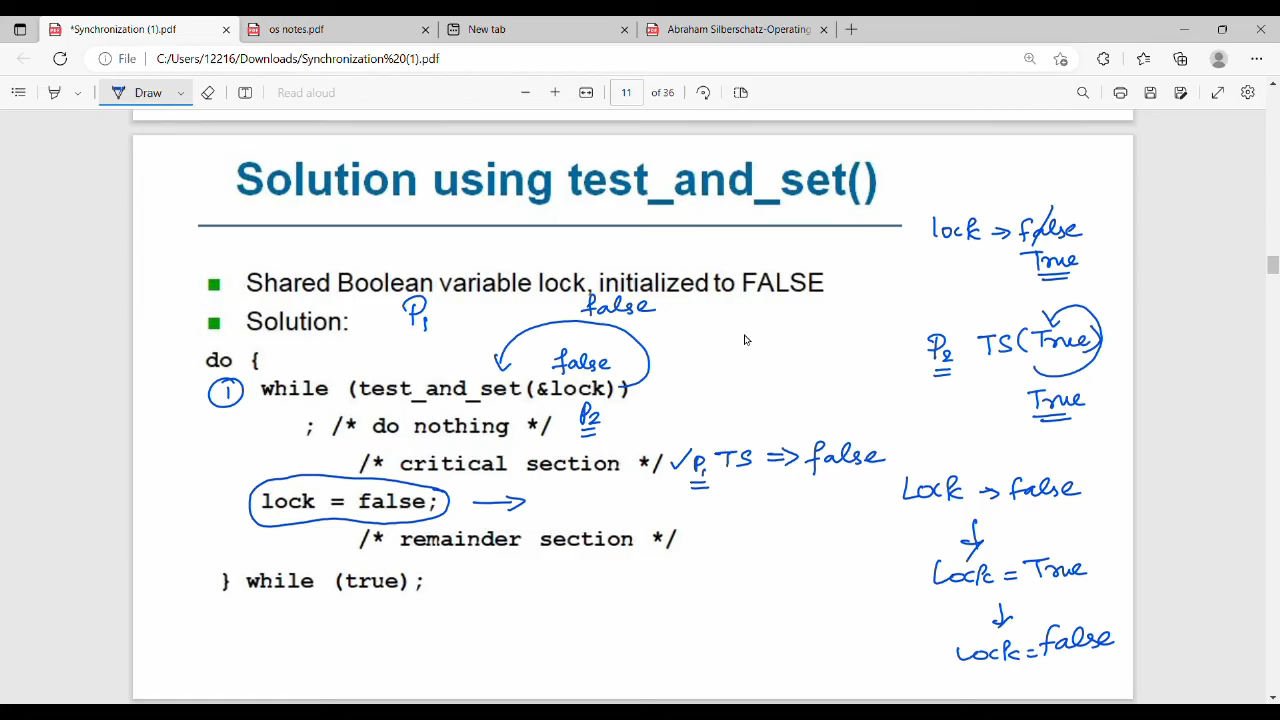 *Synchronization (1).pdf
os notes.pdf
New tab
Abraham Silberschatz-Operating
File
C:/Users/12216/Downloads/Synchronization%20(1).pdf
Draw
Read aloud
11 of 36
Solution using test_and_set()
lock → false
True
Shared Boolean variable lock, initialized to FALSE
false
Solution:
P1
P2 TS(True)
True
do {
false
1 while (test_and_set(&lock))
; /* do nothing */
P2
/* critical section */ ✓P1 TS => false
lock = false; →
Lock → false
/* remainder section */
Lock = True
} while (true);
Lock = false